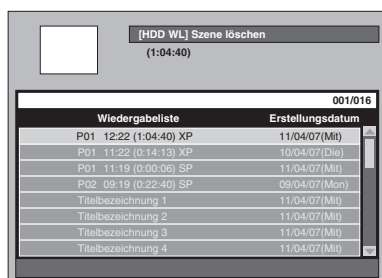 [HDD WL] Szene löschen
(1:04:40)
001/016
Wiedergabeliste Erstellungsdatum
P01 12:22 (1:04:40) XP 11/04/07(Mit)
P01 11:22 (0:14:13) XP 10/04/07(Die)
P01 11:19 (0:00:06) SP 11/04/07(Mit)
P02 09:19 (0:22:40) SP 09/04/07(Mon)
Titelbezeichnung 1 11/04/07(Mit)
Titelbezeichnung 2 11/04/07(Mit)
Titelbezeichnung 3 11/04/07(Mit)
Titelbezeichnung 4 11/04/07(Mit)